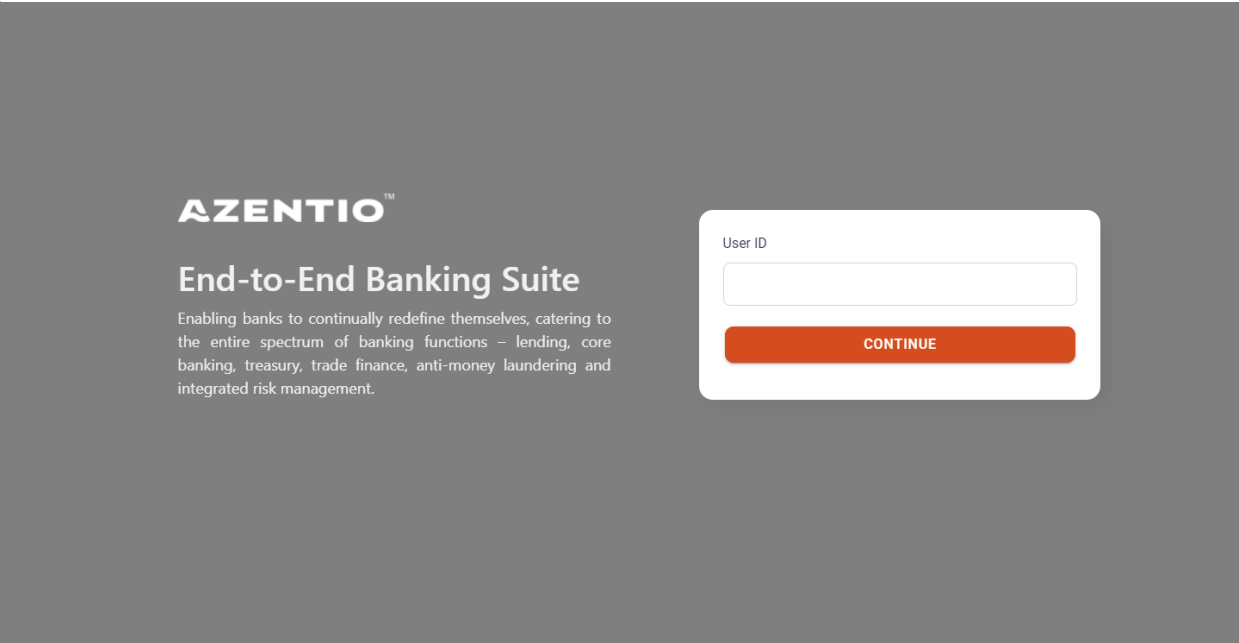 AZENTIO™
End-to-End Banking Suite
Enabling banks to continually redefine themselves, catering to
the entire spectrum of banking functions – lending, core
banking, treasury, trade finance, anti-money laundering and
integrated risk management.
User ID
CONTINUE